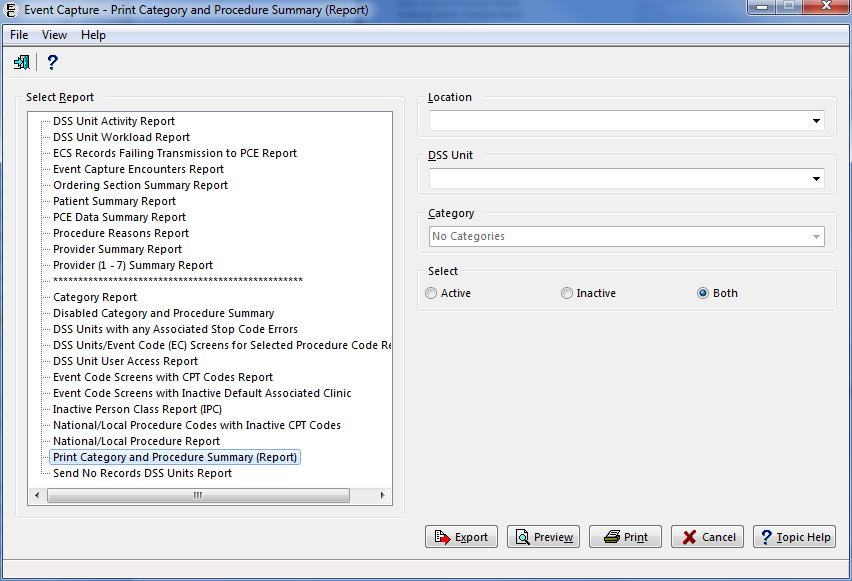 Event Capture - Print Category and Procedure Summary (Report)
File View Help
?
Select Report
DSS Unit Activity Report
DSS Unit Workload Report
ECS Records Failing Transmission to PCE Report
Event Capture Encounters Report
Ordering Section Summary Report
Patient Summary Report
PCE Data Summary Report
Procedure Reasons Report
Provider Summary Report
Provider (1 - 7) Summary Report
**************************************************
Category Report
Disabled Category and Procedure Summary
DSS Units with any Associated Stop Code Errors
DSS Units/Event Code (EC) Screens for Selected Procedure Code Re
DSS Unit User Access Report
Event Code Screens with CPT Codes Report
Event Code Screens with Inactive Default Associated Clinic
Inactive Person Class Report (IPC)
National/Local Procedure Codes with Inactive CPT Codes
National/Local Procedure Report
Print Category and Procedure Summary (Report)
Send No Records DSS Units Report
Location
DSS Unit
Category
No Categories
Select
Active Inactive Both
Export Preview Print Cancel ? Topic Help